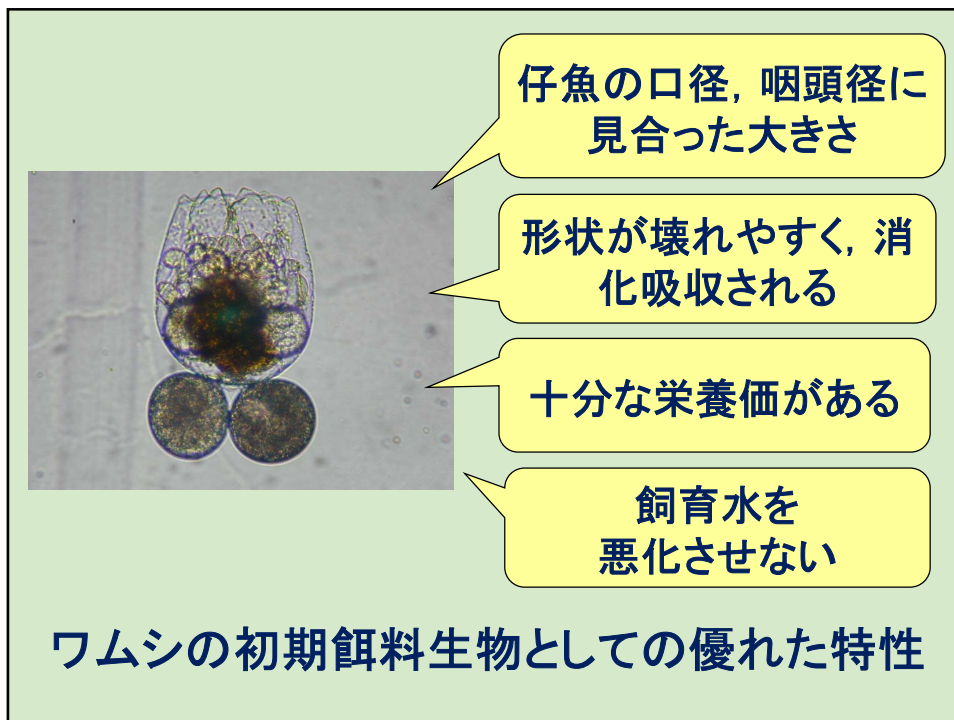 仔魚の口径, 咽頭径に
見合った大きさ
形状が壊れやすく, 消
化吸収される
十分な栄養価がある
飼育水を
悪化させない
ワムシの初期餌料生物としての優れた特性